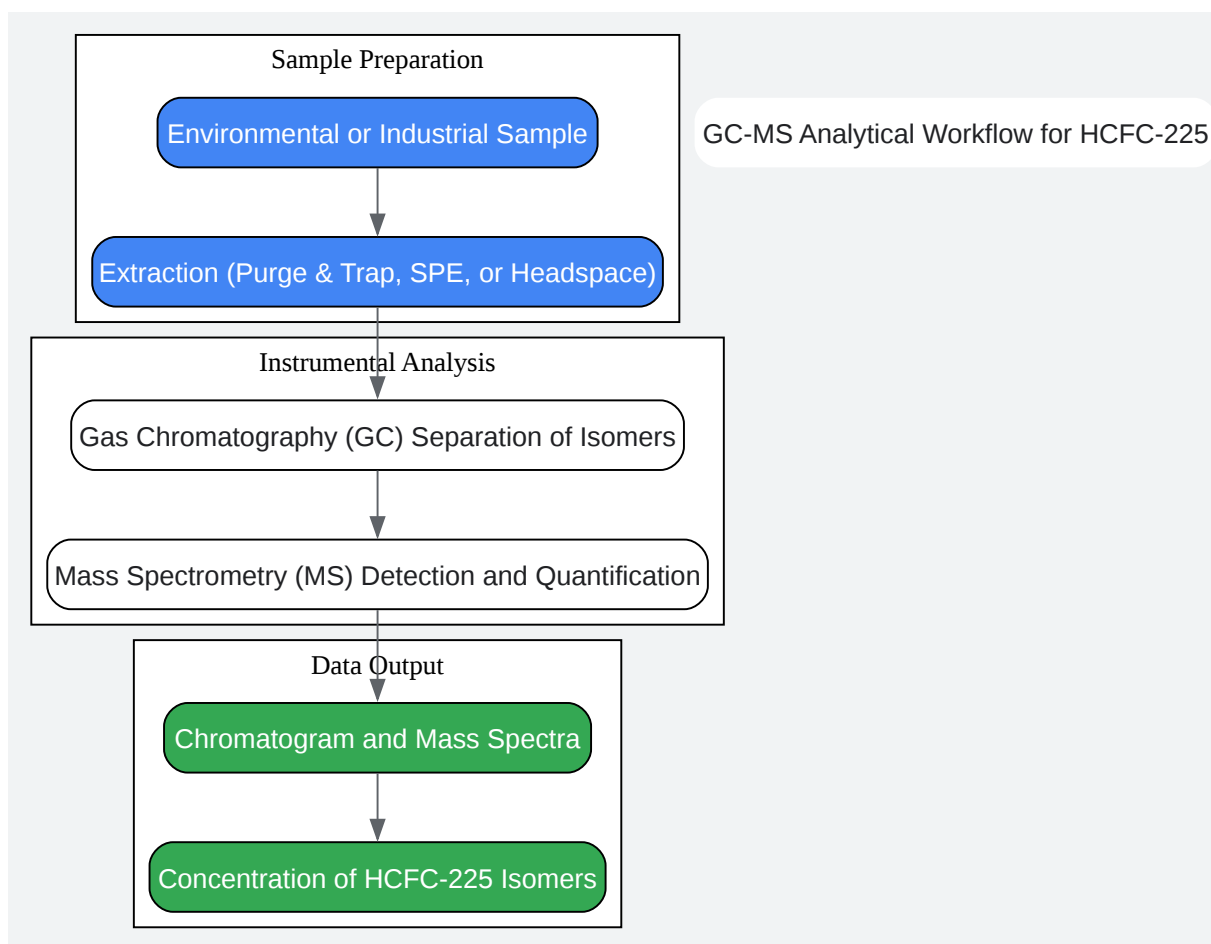 Sample Preparation
Environmental or Industrial Sample
GC-MS Analytical Workflow for HCFC-225
Extraction (Purge & Trap, SPE, or Headspace)
Instrumental Analysis
Gas Chromatography (GC) Separation of Isomers
Mass Spectrometry (MS) Detection and Quantification
Data Output
Chromatogram and Mass Spectra
Concentration of HCFC-225 Isomers